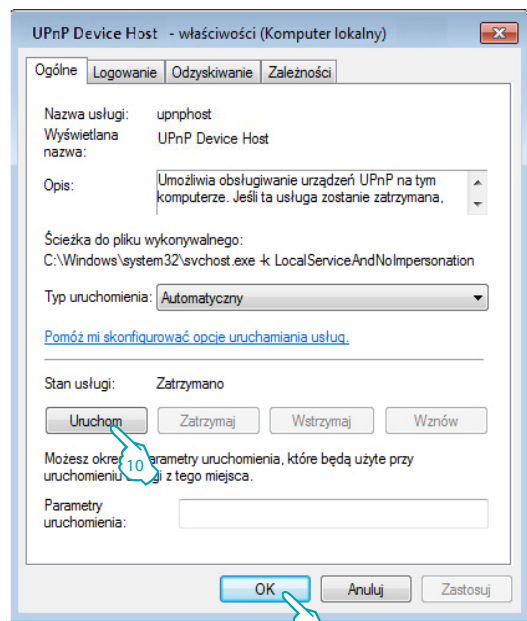 UPnP Device Host - właściwości (Komputer lokalny)
Ogólne Logowanie Odzyskiwanie Zależności
Nazwa usługi: upnphost
Wyświetlana nazwa: UPnP Device Host
Opis: Umożliwia obsługiwanie urządzeń UPnP na tym
komputerze. Jeśli ta usługa zostanie zatrzymana,
Ścieżka do pliku wykonywalnego:
C:\Windows\system32\svchost.exe -k LocalServiceAndNoImpersonation
Typ uruchomienia: Automatyczny
Pomóż mi skonfigurować opcje uruchamiania usług.
Stan usługi: Zatrzymano
Uruchom Zatrzymaj Wstrzymaj Wznów
10
Możesz określić parametry uruchomienia, które będą użyte przy
uruchomieniu usługi z tego miejsca.
Parametry
uruchomienia:
OK Anuluj Zastosuj